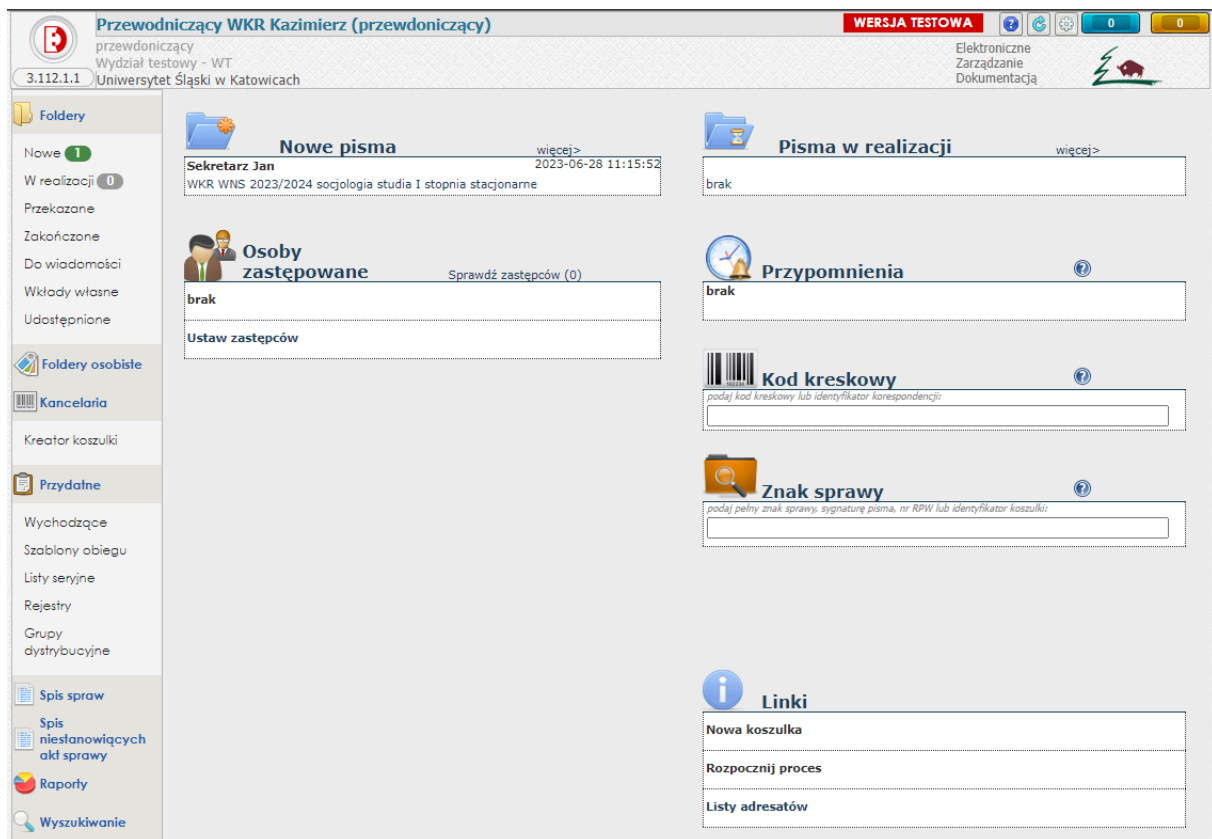 Przewodniczący WKR Kazimierz (przewdoniczący)
WERSJA TESTOWA
0
0
przewdoniczący
Wydział testowy - WT
Uniwersytet Śląski w Katowicach
3.112.1.1
Elektroniczne
Zarządzanie
Dokumentacją
Foldery
Nowe 1
W realizacji 0
Przekazane
Zakończone
Do wiadomości
Wkłady własne
Udostępnione
Foldery osobiste
Kancelaria
Kreator koszulki
Przydatne
Wychodzące
Szablony obiegu
Listy seryjne
Rejestry
Grupy
dystrybucyjne
Spis spraw
Spis
niestanowiących
akt sprawy
Raporty
Wyszukiwanie
Nowe pisma
więcej>
Sekretarz Jan
2023-06-28 11:15:52
WKR WNS 2023/2024 socjologia studia I stopnia stacjonarne
Osoby
zastępowane
Sprawdź zastępców (0)
brak
Ustaw zastępców
Pisma w realizacji
więcej>
brak
Przypomnienia
brak
Kod kreskowy
podaj kod kreskowy lub identyfikator korespondencji:
Znak sprawy
podaj pełny znak sprawy, sygnaturę pisma, nr RPW lub identyfikator koszulki:
Linki
Nowa koszulka
Rozpocznij proces
Listy adresatów